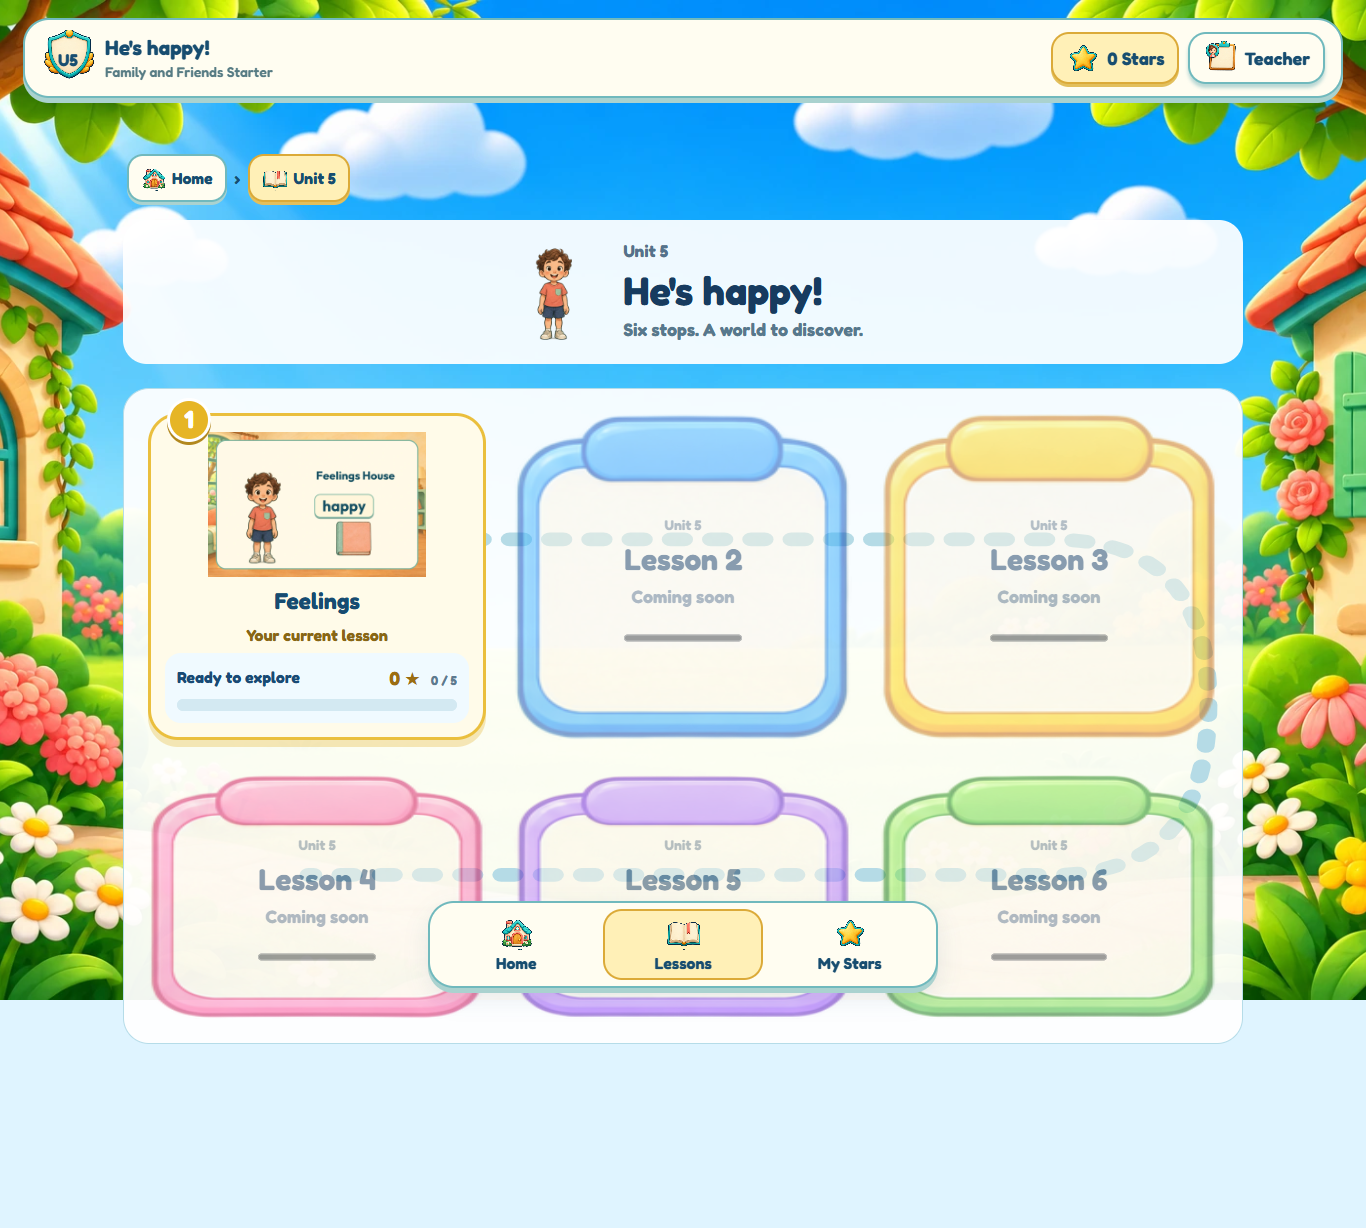 U5
He's happy!
Family and Friends Starter
0 Stars
Teacher
Home
›
Unit 5
Unit 5
He's happy!
Six stops. A world to discover.
1
Feelings House
happy
Feelings
Your current lesson
Ready to explore
0 ★ 0 / 5
Unit 5
Lesson 2
Coming soon
Unit 5
Lesson 3
Coming soon
Unit 5
Lesson 4
Coming soon
Unit 5
Lesson 5
Unit 5
Lesson 6
Coming soon
Home
Lessons
My Stars